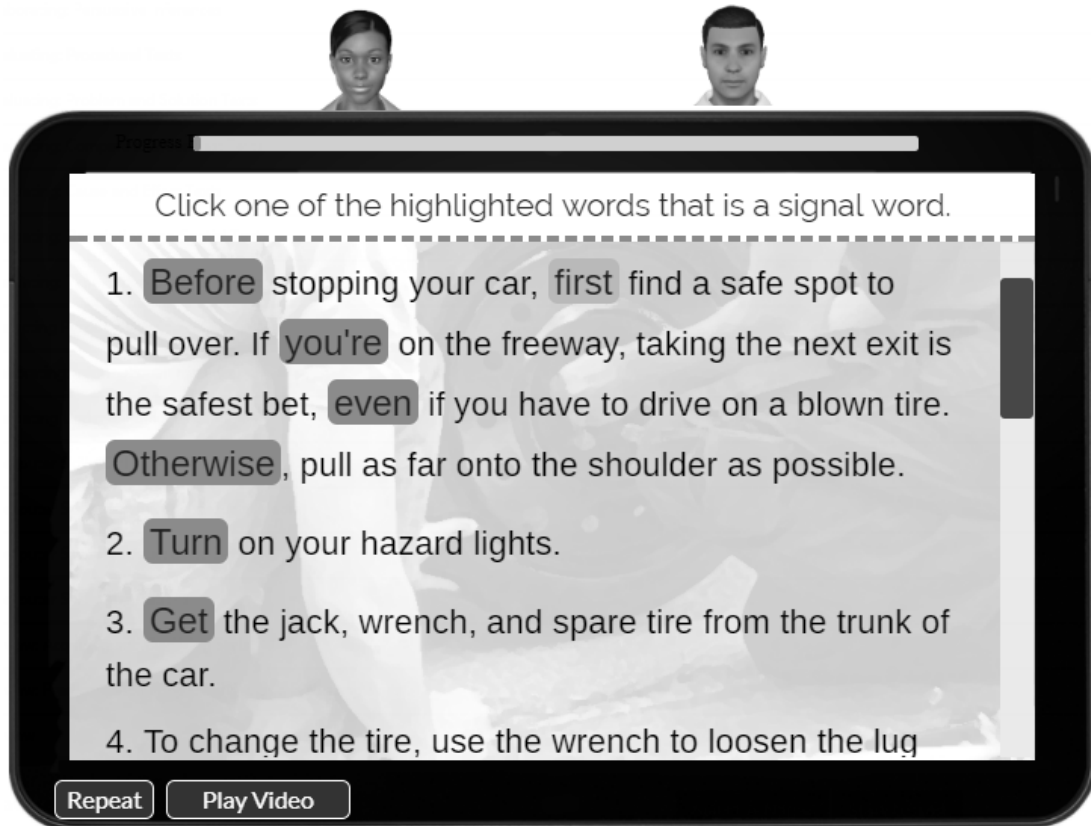 Progress
Click one of the highlighted words that is a signal word.
1. Before stopping your car, first find a safe spot to
pull over. If you're on the freeway, taking the next exit is
the safest bet, even if you have to drive on a blown tire.
Otherwise, pull as far onto the shoulder as possible.
2. Turn on your hazard lights.
3. Get the jack, wrench, and spare tire from the trunk of
the car.
4. To change the tire, use the wrench to loosen the lug
Repeat Play Video